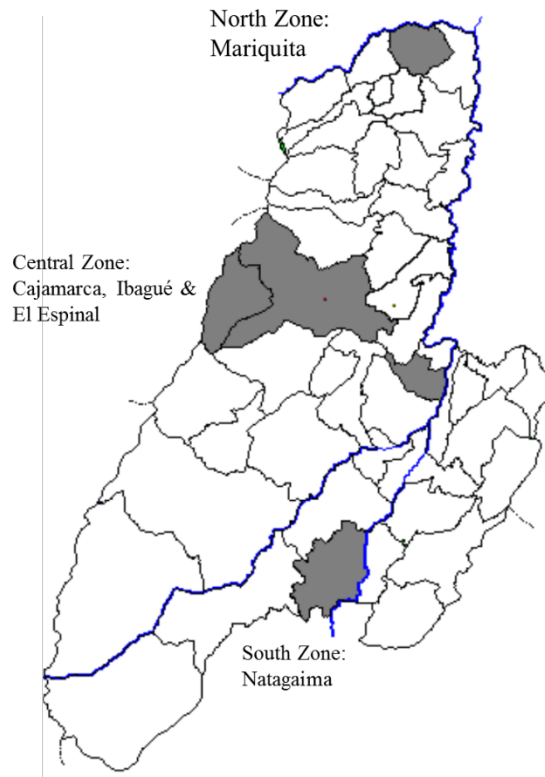 North Zone:
Mariquita
Central Zone:
Cajamarca, Ibagué &
El Espinal
South Zone:
Natagaima